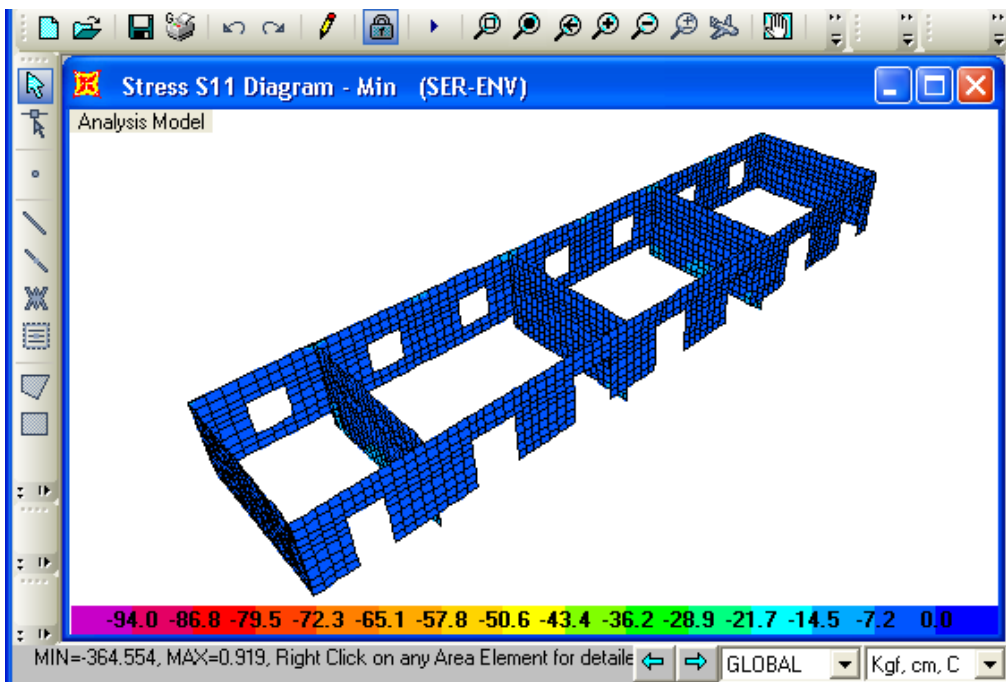 Stress S11 Diagram - Min (SER-ENV)
Analysis Model
-94.0 -86.8 -79.5 -72.3 -65.1 -57.8 -50.6 -43.4 -36.2 -28.9 -21.7 -14.5 -7.2 0.0
MIN=-364.554, MAX=0.919, Right Click on any Area Element for detaile
GLOBAL
Kgf, cm, C